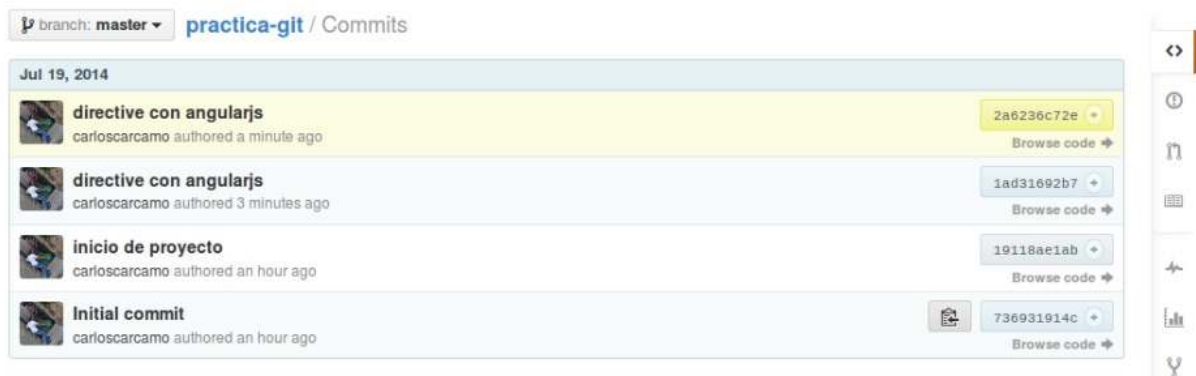 branch: master practica-git / Commits
Jul 19, 2014
directive con angularjs
carloscarcamo authored a minute ago
2a6236c72e
Browse code
directive con angularjs
carloscarcamo authored 3 minutes ago
1ad31692b7
Browse code
inicio de proyecto
carloscarcamo authored an hour ago
19118ae1ab
Browse code
Initial commit
carloscarcamo authored an hour ago
736931914c
Browse code